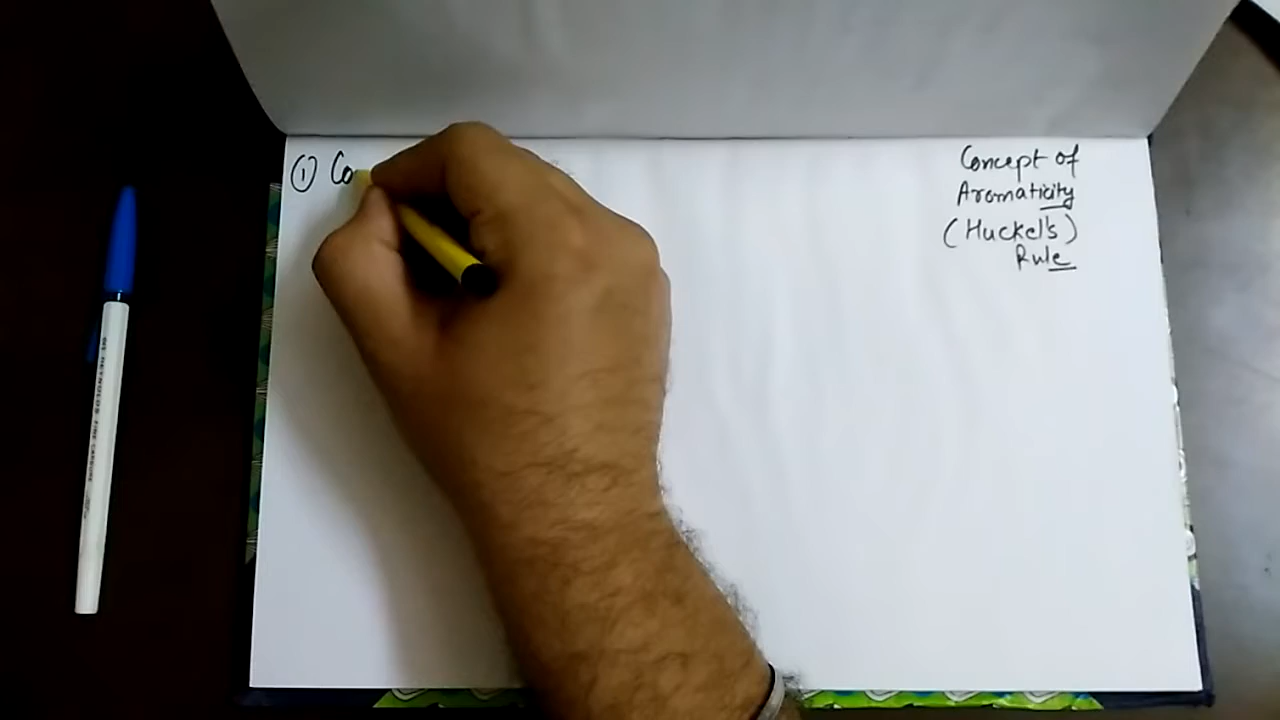 ① Co
Concept of
Aromaticity
(Huckel's)
Rule